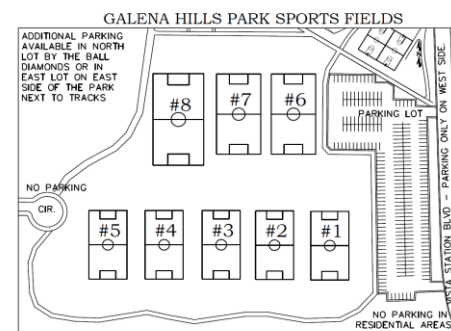 GALENA HILLS PARK SPORTS FIELDS
ADDITIONAL PARKING
AVAILABLE IN NORTH
LOT BY THE BALL
DIAMONDS OR IN
EAST LOT ON EAST
SIDE OF THE PARK
NEXT TO TRACKS
#8
#7
#6
PARKING LOT
NO PARKING
CIR.
#5
#4
#3
#2
#1
VISTA STATION BLVD - PARKING ONLY ON WEST SIDE.
NO PARKING IN
RESIDENTIAL AREAS